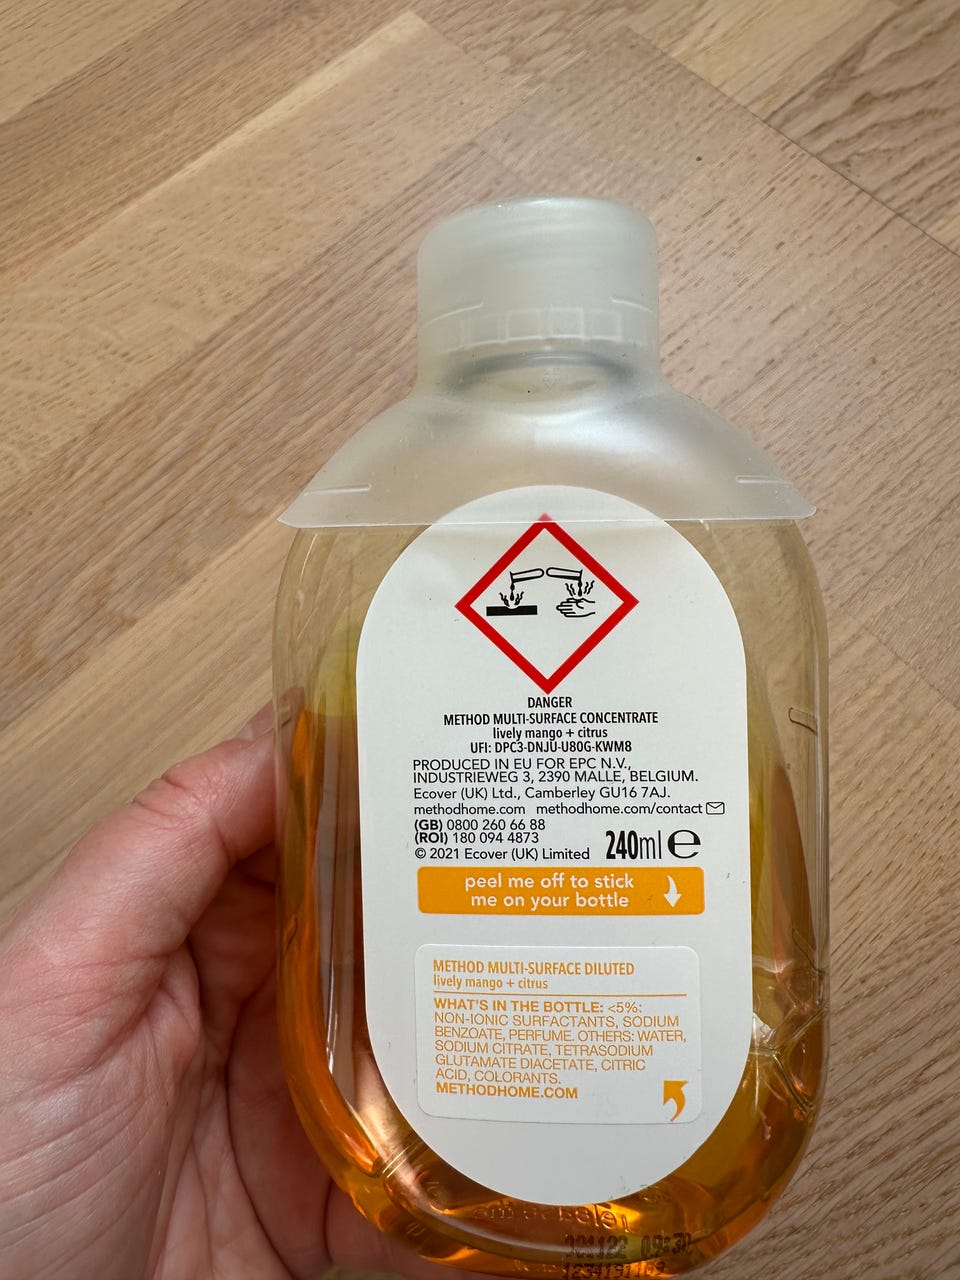 DANGER
METHOD MULTI-SURFACE CONCENTRATE
lively mango + citrus
UFI: DPC3-DNJU-U80G-KWM8
PRODUCED IN EU FOR EPC N.V.,
INDUSTRIEWEG 3, 2390 MALLE, BELGIUM.
Ecover (UK) Ltd., Camberley GU16 7AJ.
methodhome.com methodhome.com/contact
(GB) 0800 260 66 88
(ROI) 180 094 4873
© 2021 Ecover (UK) Limited 240ml ℮
peel me off to stick
me on your bottle
METHOD MULTI-SURFACE DILUTED
lively mango + citrus
WHAT'S IN THE BOTTLE: <5%:
NON-IONIC SURFACTANTS, SODIUM
BENZOATE, PERFUME. OTHERS: WATER,
SODIUM CITRATE, TETRASODIUM
GLUTAMATE DIACETATE, CITRIC
ACID, COLORANTS.
METHODHOME.COM